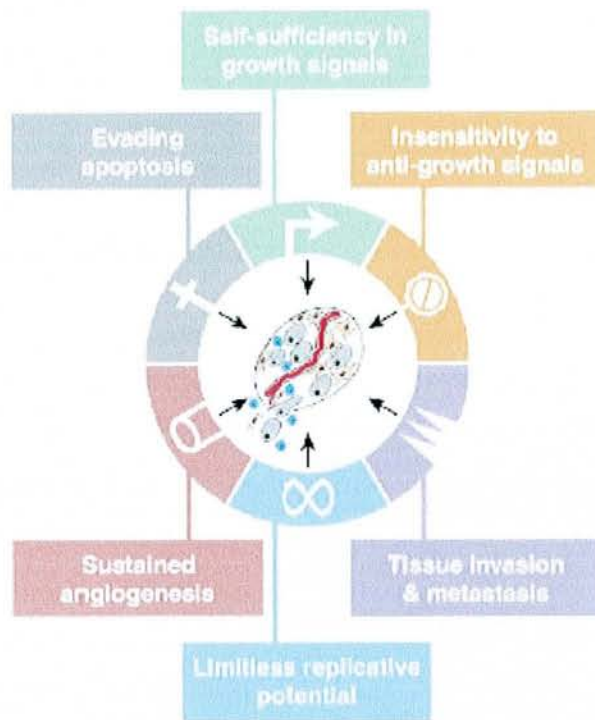 Self-sufficiency in
growth signals
Evading
apoptosis
Insensitivity to
anti-growth signals
Sustained
angiogenesis
Tissue invasion
& metastasis
Limitless replicative
potential